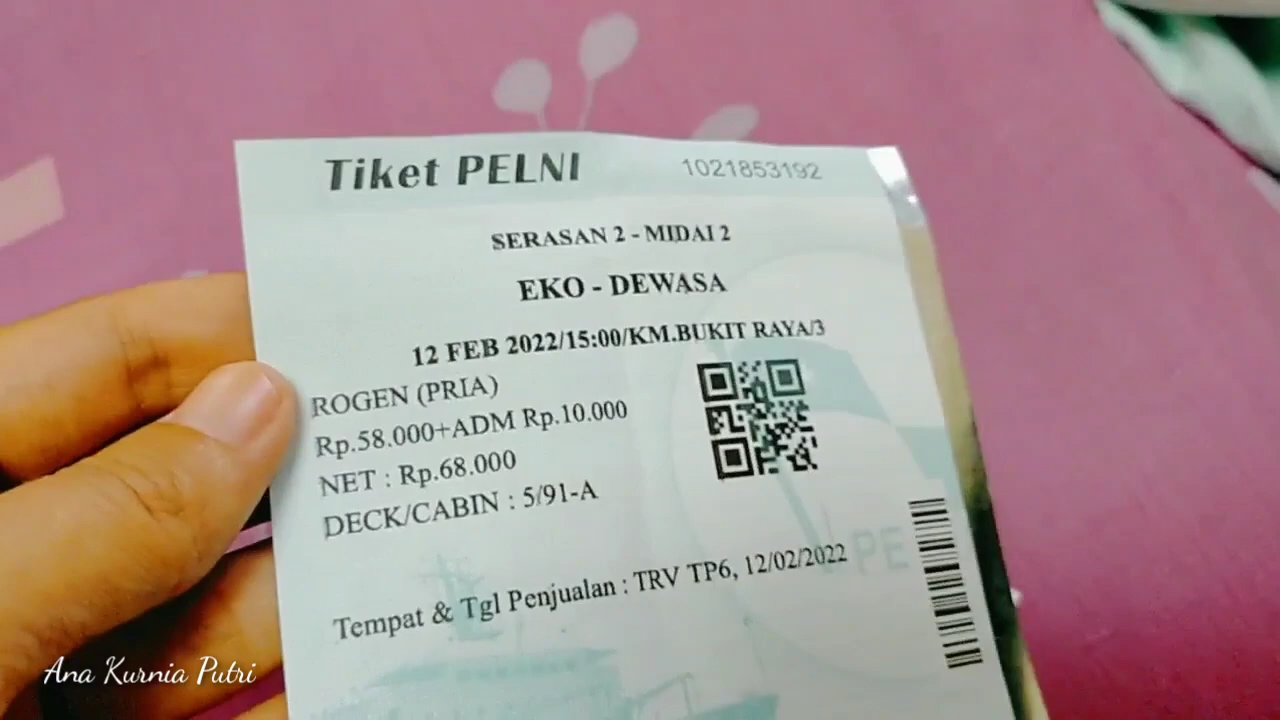 Tiket PELNI 1021853192
SERASAN 2 - MIDAI 2
EKO - DEWASA
12 FEB 2022/15:00/KM.BUKIT RAYA/3
ROGEN (PRIA)
Rp.58.000+ADM Rp.10.000
NET : Rp.68.000
DECK/CABIN : 5/91-A
PE
Tempat & Tgl Penjualan : TRV TP6, 12/02/2022
Ana Kurnia Putri